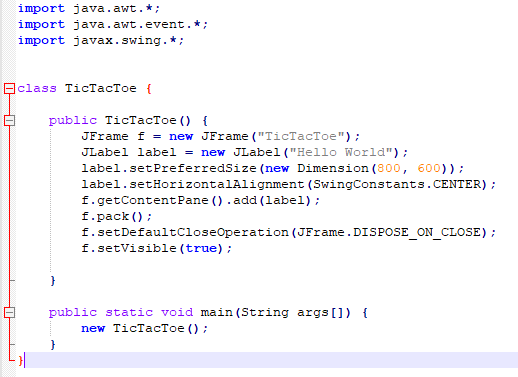 import java.awt.*;
import java.awt.event.*;
import javax.swing.*;
class TicTacToe {
public TicTacToe() {
JFrame f = new JFrame("TicTacToe");
JLabel label = new JLabel("Hello World");
label.setPreferredSize(new Dimension(800, 600));
label.setHorizontalAlignment(SwingConstants.CENTER);
f.getContentPane().add(label);
f.pack();
f.setDefaultCloseOperation(JFrame.DISPOSE_ON_CLOSE);
f.setVisible(true);
}
public static void main(String args[]) {
new TicTacToe();
}
}